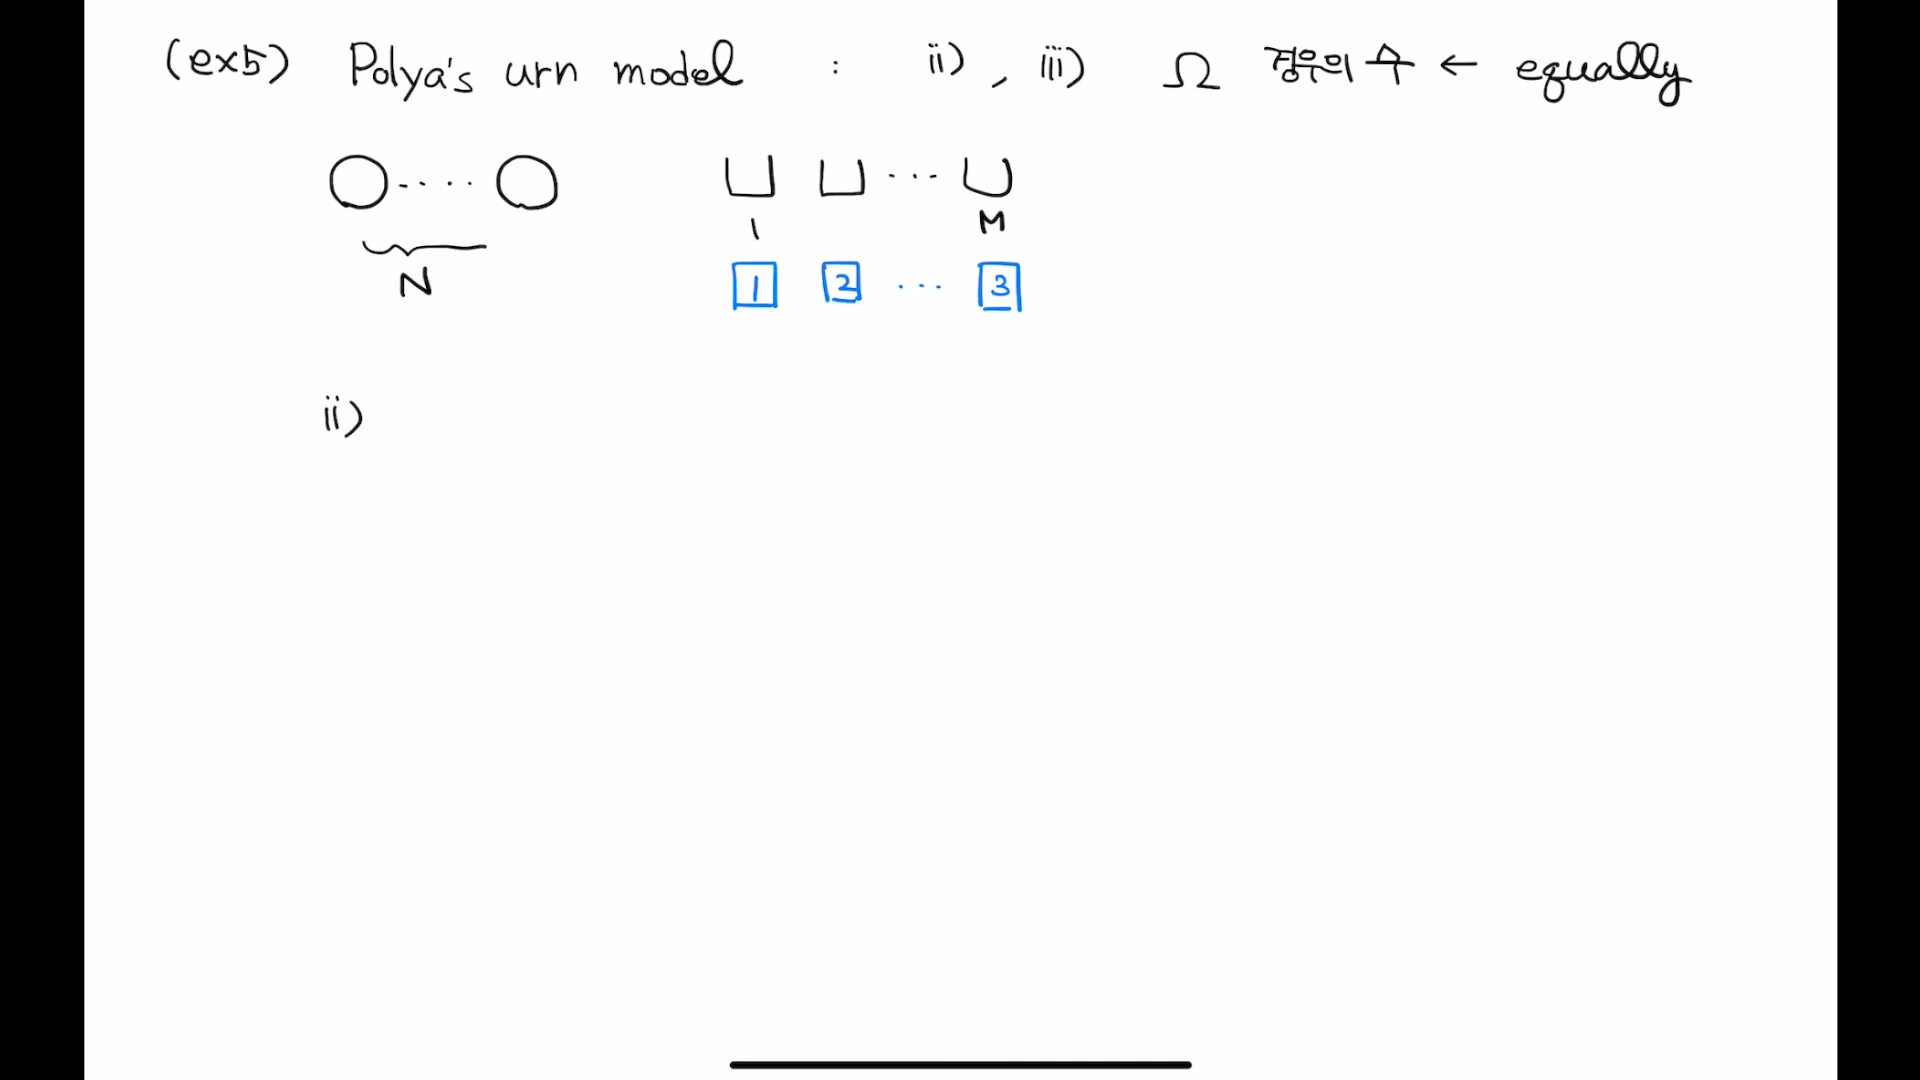 (ex5) Polya's urn model : ii), iii) Ω 경우의 수 ← equally
1 M
N
1 2 ... 3
ii)